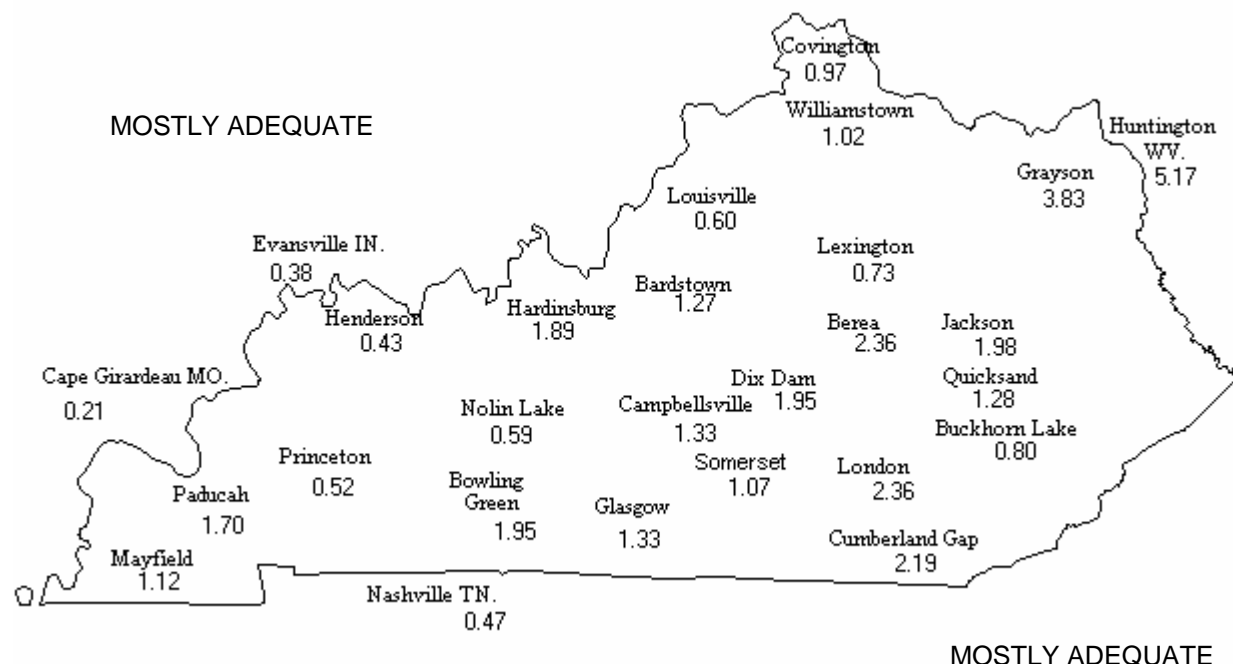 Covington
0.97
MOSTLY ADEQUATE
Williamstown
1.02
Huntington
WV.
5.17
Grayson
3.83
Louisville
0.60
Evansville IN.
0.38
Lexington
0.73
Bardstown
1.27
Hardinsburg
1.89
Henderson
0.43
Berea
2.36
Jackson
1.98
Cape Girardeau MO.
0.21
Dix Dam
1.95
Quicksand
1.28
Nolin Lake
0.59
Campbellsville
1.33
Buckhorn Lake
0.80
Princeton
0.52
Somerset
1.07
London
2.36
Paducah
1.70
Bowling
Green
1.95
Glasgow
1.33
Mayfield
1.12
Cumberland Gap
2.19
Nashville TN.
0.47
MOSTLY ADEQUATE